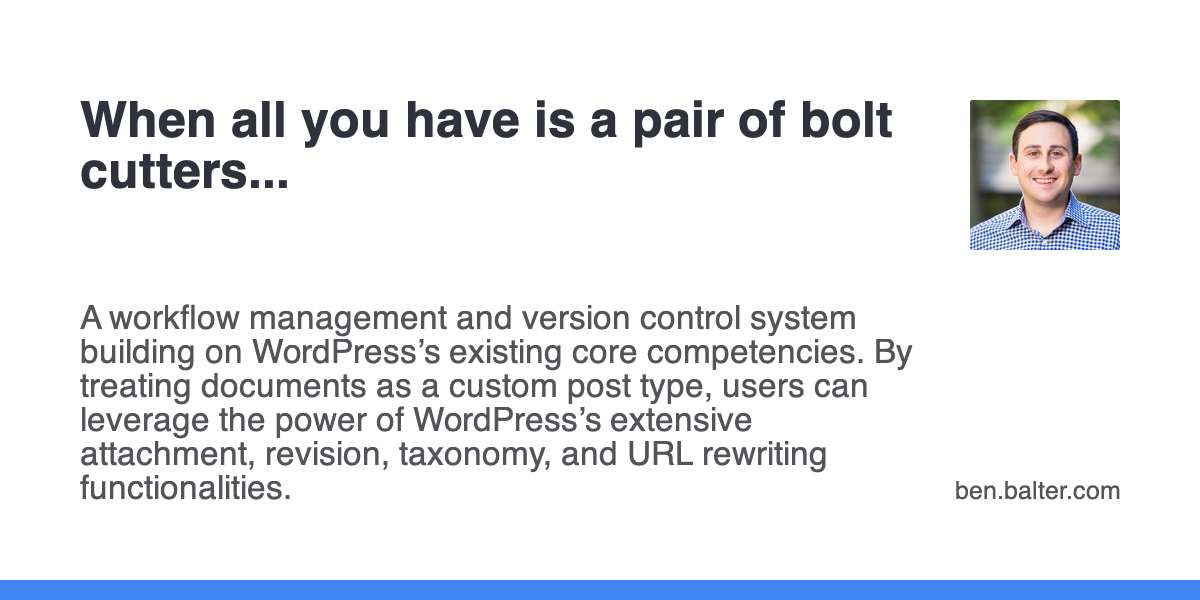 When all you have is a pair of bolt
cutters...
A workflow management and version control system
building on WordPress’s existing core competencies. By
treating documents as a custom post type, users can
leverage the power of WordPress’s extensive
attachment, revision, taxonomy, and URL rewriting
functionalities.
ben.balter.com